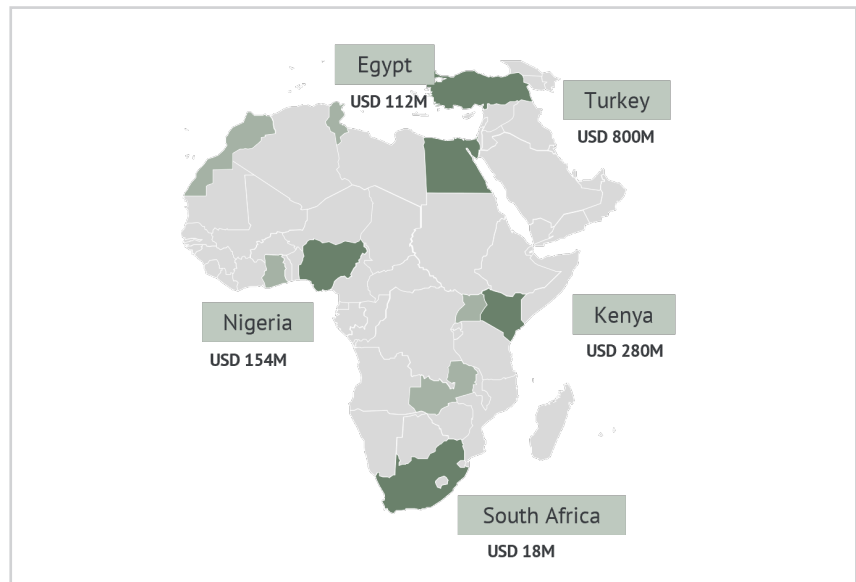 Egypt
USD 112M
Turkey
USD 800M
Nigeria
USD 154M
Kenya
USD 280M
South Africa
USD 18M